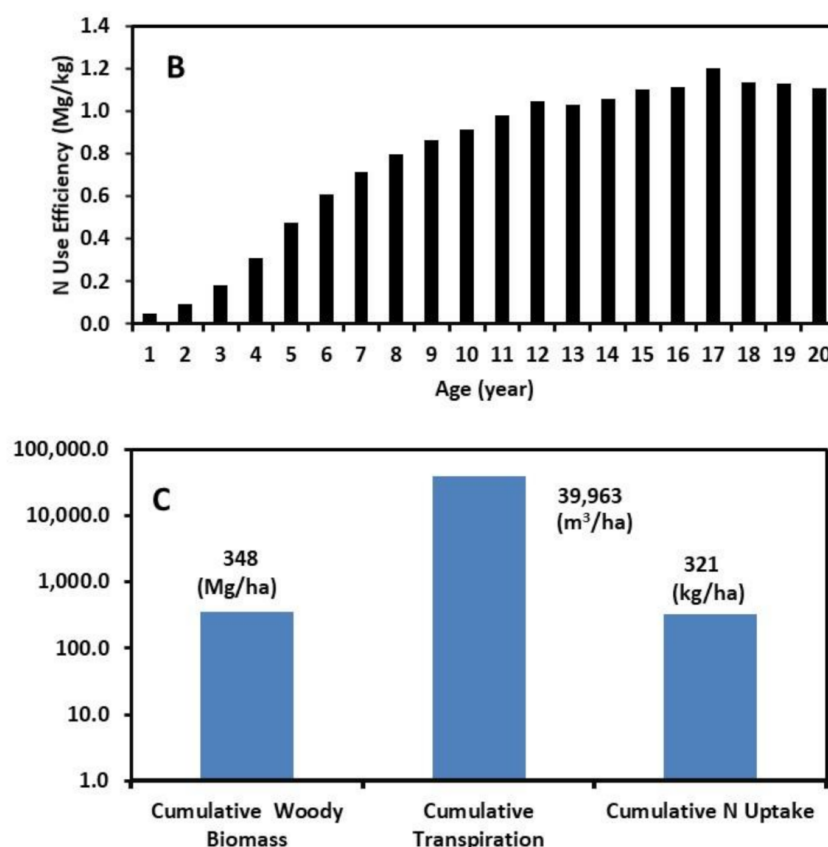 B
N Use Efficiency (Mg/kg)
1.4
1.2
1.0
0.8
0.6
0.4
0.2
0.0
1 2 3 4 5 6 7 8 9 10 11 12 13 14 15 16 17 18 19 20
Age (year)
C
100,000.0
10,000.0
1,000.0
100.0
10.0
1.0
348
(Mg/ha)
39,963
(m³/ha)
321
(kg/ha)
Cumulative Woody
Biomass
Cumulative
Transpiration
Cumulative N Uptake